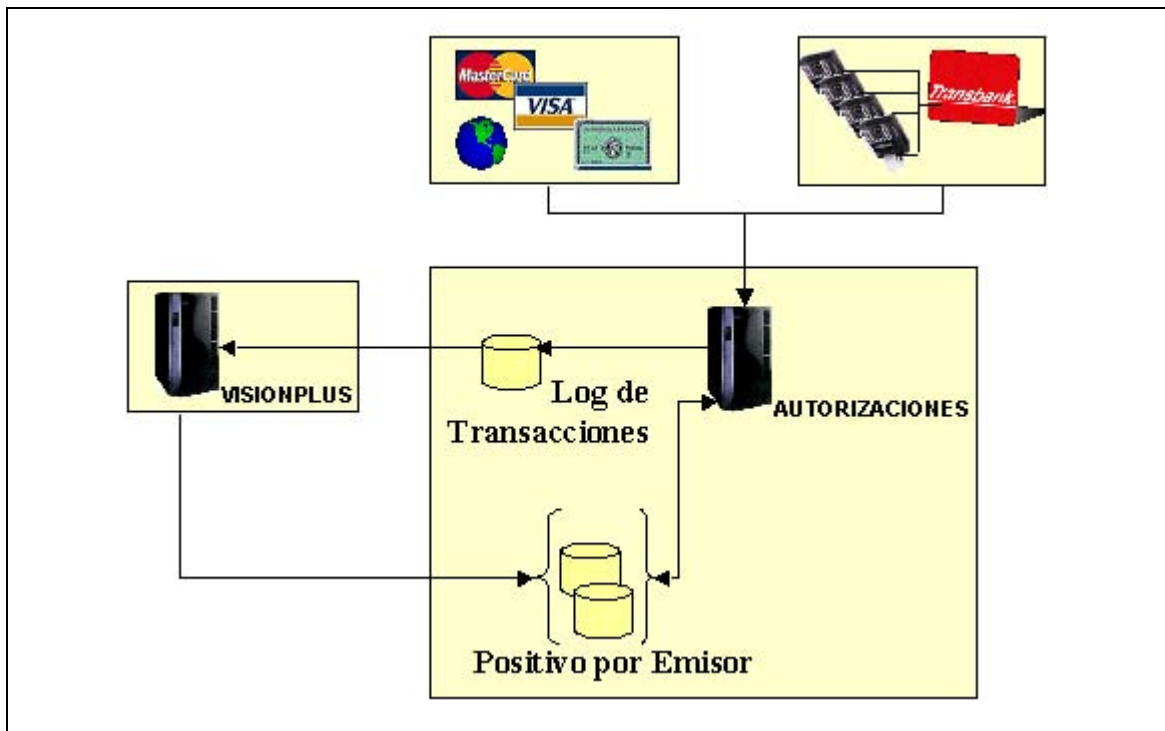 MasterCard
VISA
Transbank
VISIONPLUS
Log de
Transacciones
AUTORIZACIONES
Positivo por Emisor